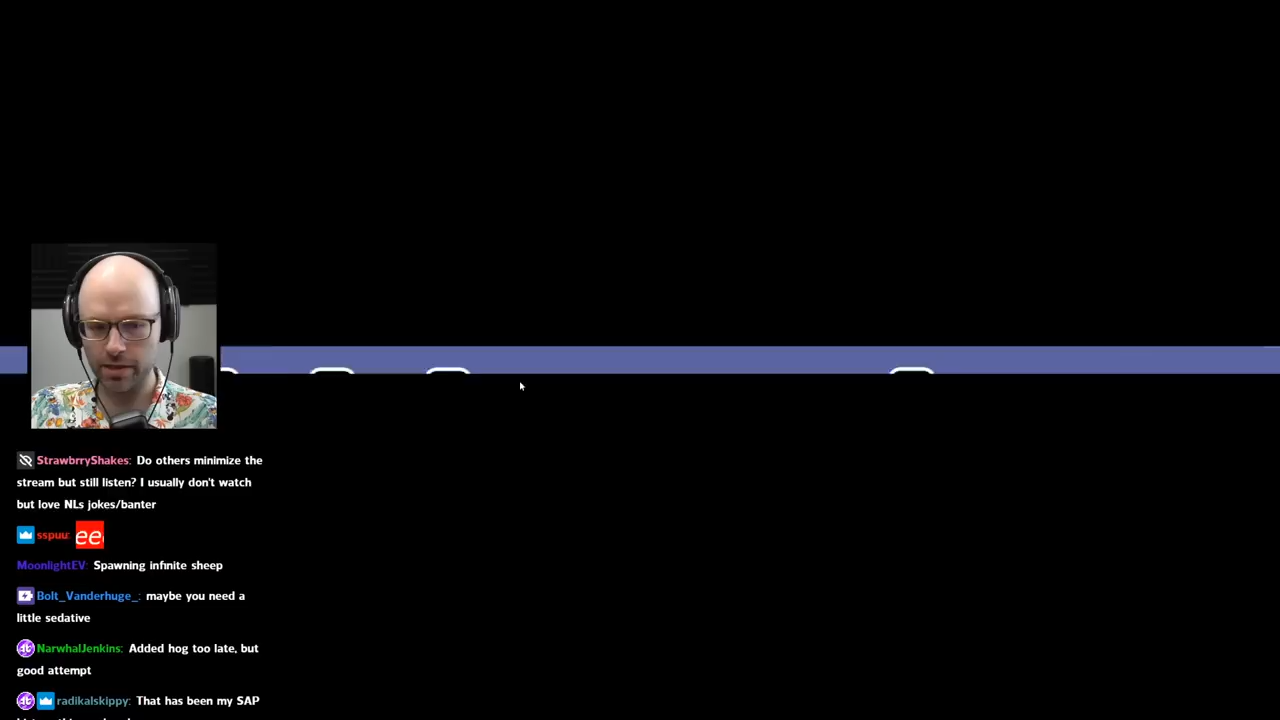 StrawbrryShakes: Do others minimize the
stream but still listen? I usually don't watch
but love NLs jokes/banter
sspuu: ee
MoonlightEV: Spawning infinite sheep
Bolt_Vanderhuge_: maybe you need a
little sedative
NarwhalJenkins: Added hog too late, but
good attempt
radikalskippy: That has been my SAP